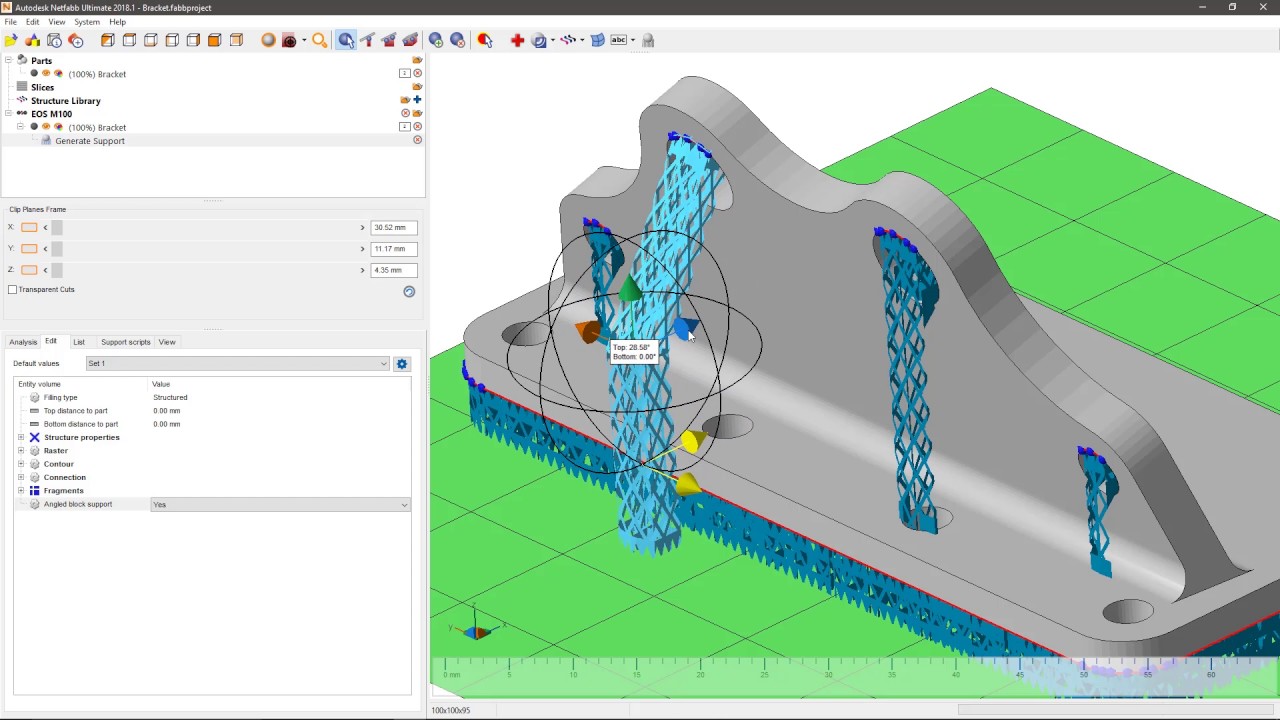 Autodesk Netfabb Ultimate 2018.1 - Bracket.fabbproject
File Edit View System Help
abc
Parts
(100%) Bracket
Slices
Structure Library
EOS M100
(100%) Bracket
Generate Support
Clip Planes Frame
X: 30.52 mm
Y: 11.17 mm
Z: 4.35 mm
Transparent Cuts
Analysis Edit List Support scripts View
Default values Set 1
Entity volume Value
Filling type Structured
Top distance to part 0.00 mm
Bottom distance to part 0.00 mm
Structure properties
Raster
Contour
Connection
Fragments
Angled block support Yes
Top: 28.58°
Bottom: 0.00°
z
y x
0 mm 5 10 15 20 25 30 35 40 45 50 55 60
100x100x95